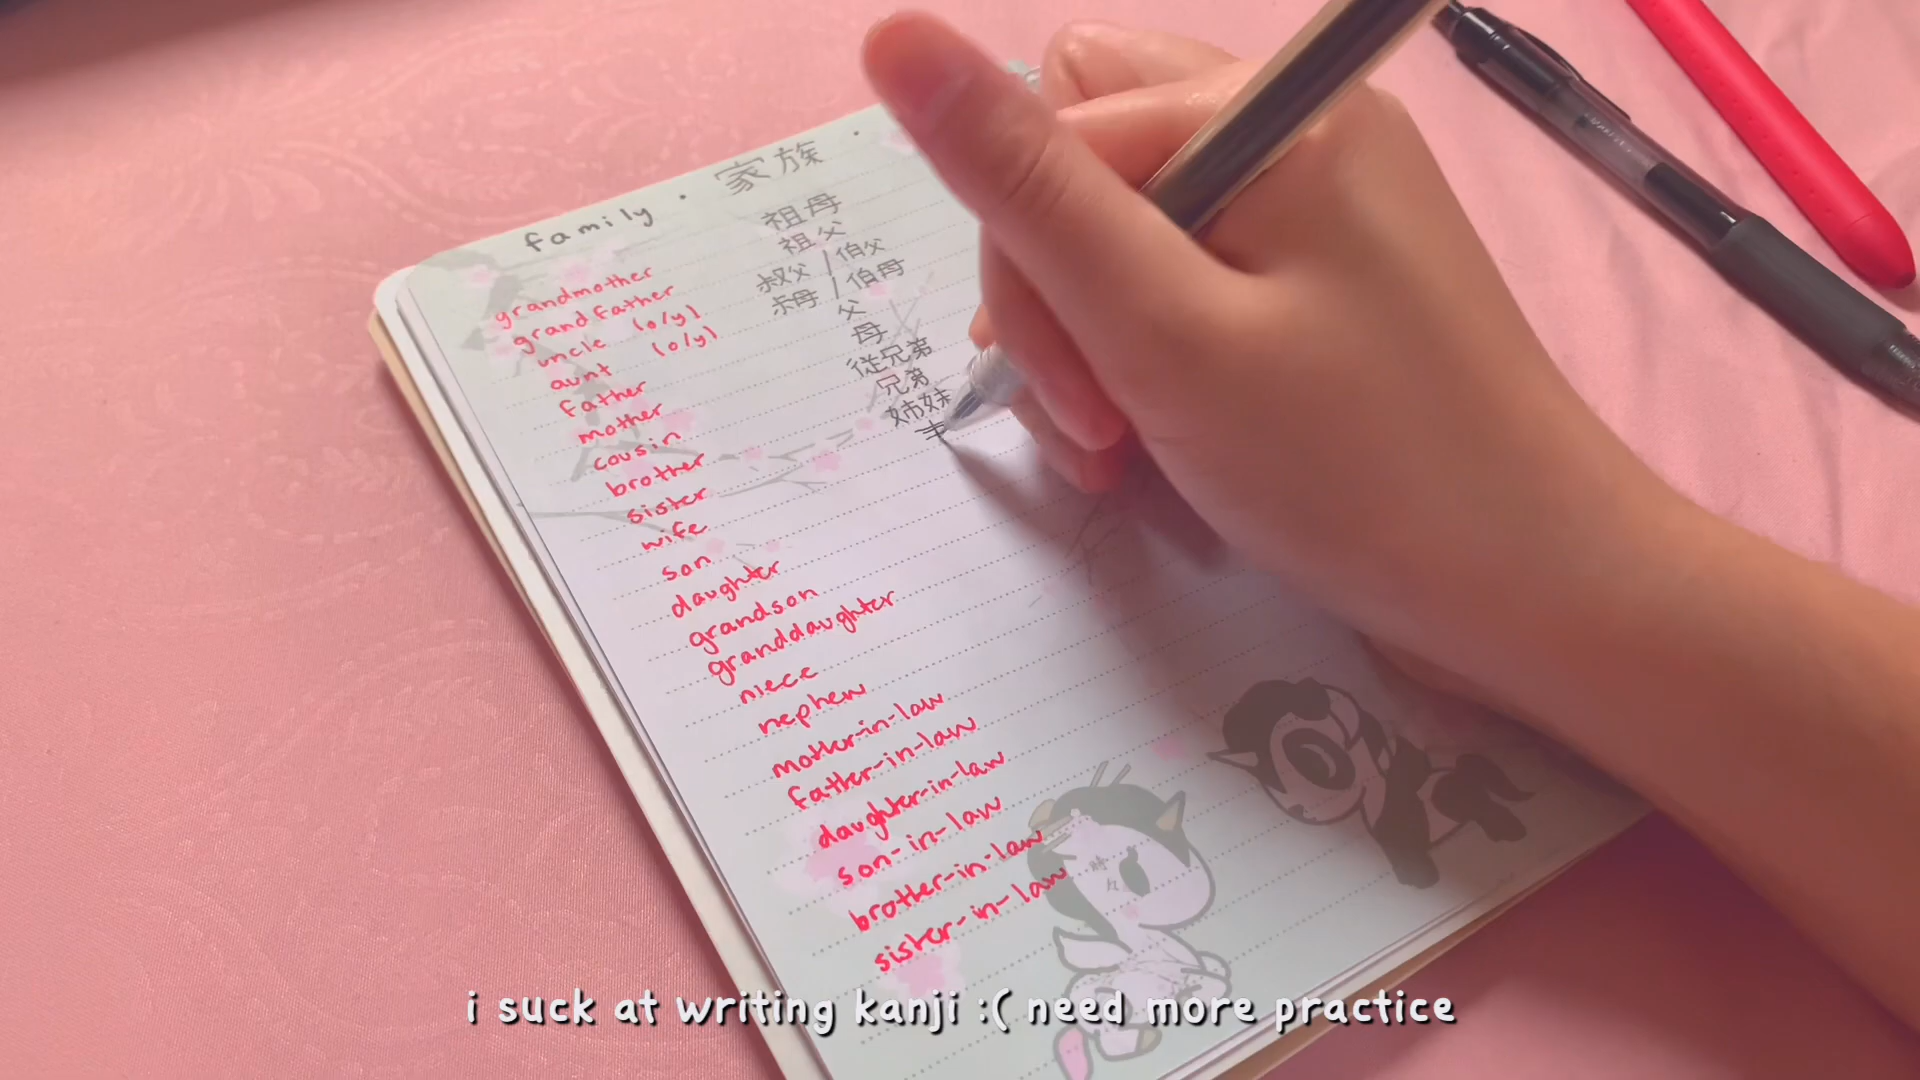 family · 家族 ·
grandmother 祖母
grandfather 祖父
uncle (o/y) 叔父 / 伯父
aunt (o/y) 叔母 / 伯母
father 父
mother 母
cousin 従兄弟
brother 兄弟
sister 姉妹
wife
son
daughter
grandson
granddaughter
niece
nephew
mother-in-law
father-in-law
daughter-in-law
son-in-law
brother-in-law
sister-in-law
i suck at writing kanji :( need more practice